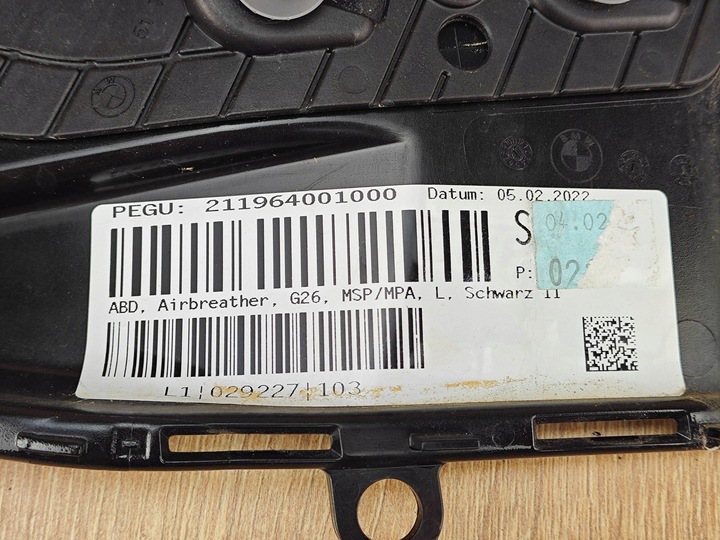 PEGU: 211964001000 Datum: 05.02.2022
S 04.02
P: 02
ABD, Airbreather, G26, MSP/MPA, L, Schwarz II
L1|029227|103
BMW